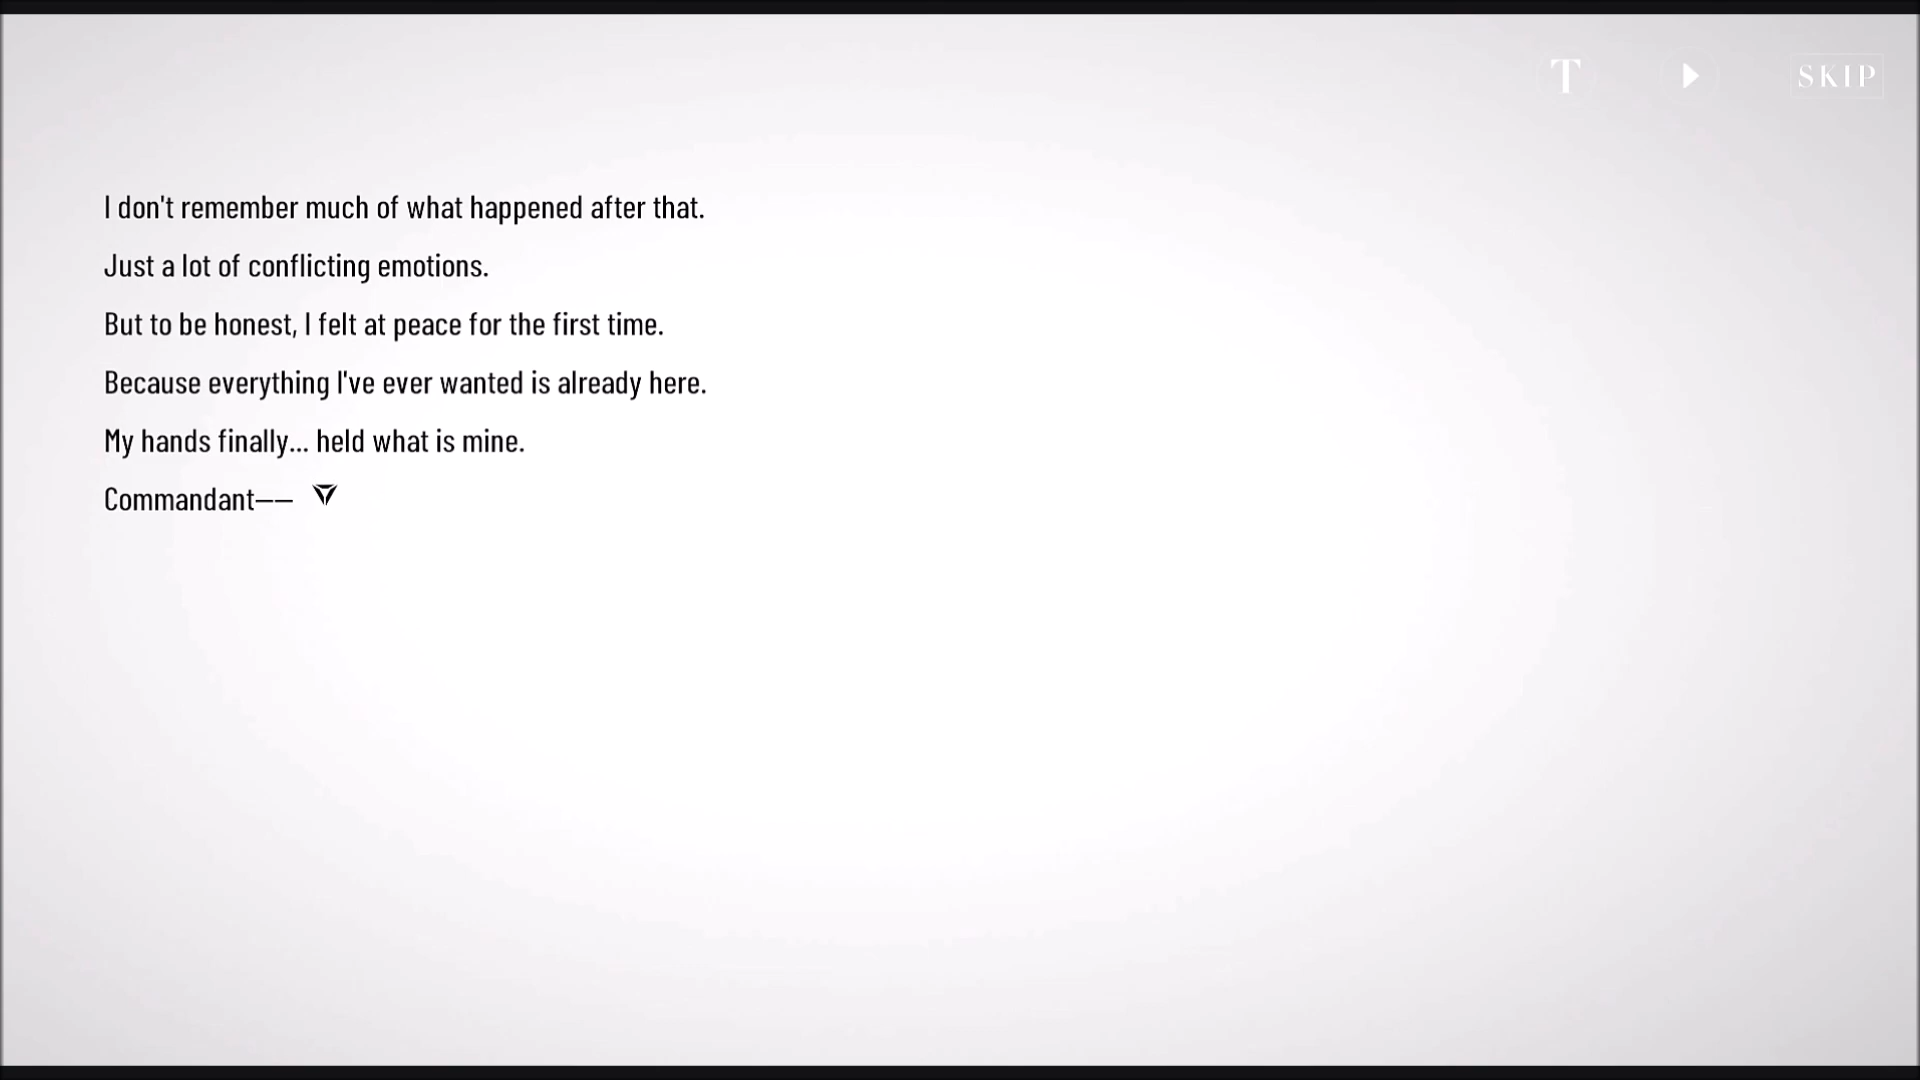 T
SKIP
I don't remember much of what happened after that.
Just a lot of conflicting emotions.
But to be honest, I felt at peace for the first time.
Because everything I've ever wanted is already here.
My hands finally... held what is mine.
Commandant——